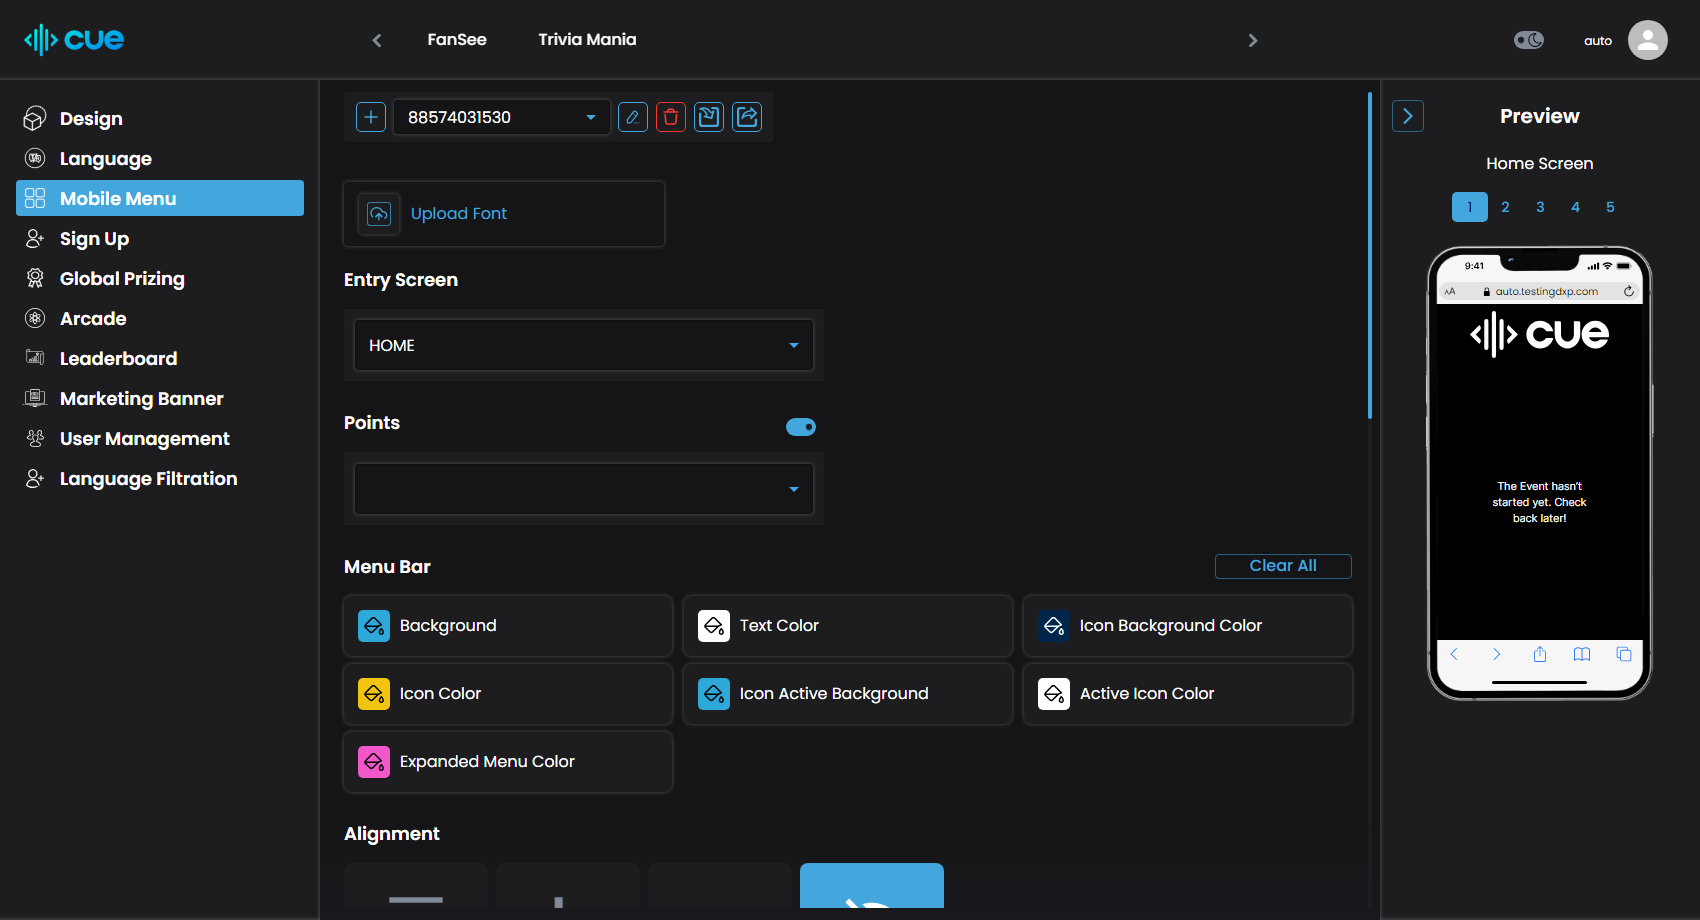 cue
FanSee
Trivia Mania
auto
Design
Language
Mobile Menu
Sign Up
Global Prizing
Arcade
Leaderboard
Marketing Banner
User Management
Language Filtration
88574031530
Upload Font
Entry Screen
HOME
Points
Menu Bar
Clear All
Background
Text Color
Icon Background Color
Icon Color
Icon Active Background
Active Icon Color
Expanded Menu Color
Alignment
Preview
Home Screen
1 2 3 4 5
9:41
AA auto.testingdxp.com
cue
The Event hasn't
started yet. Check
back later!